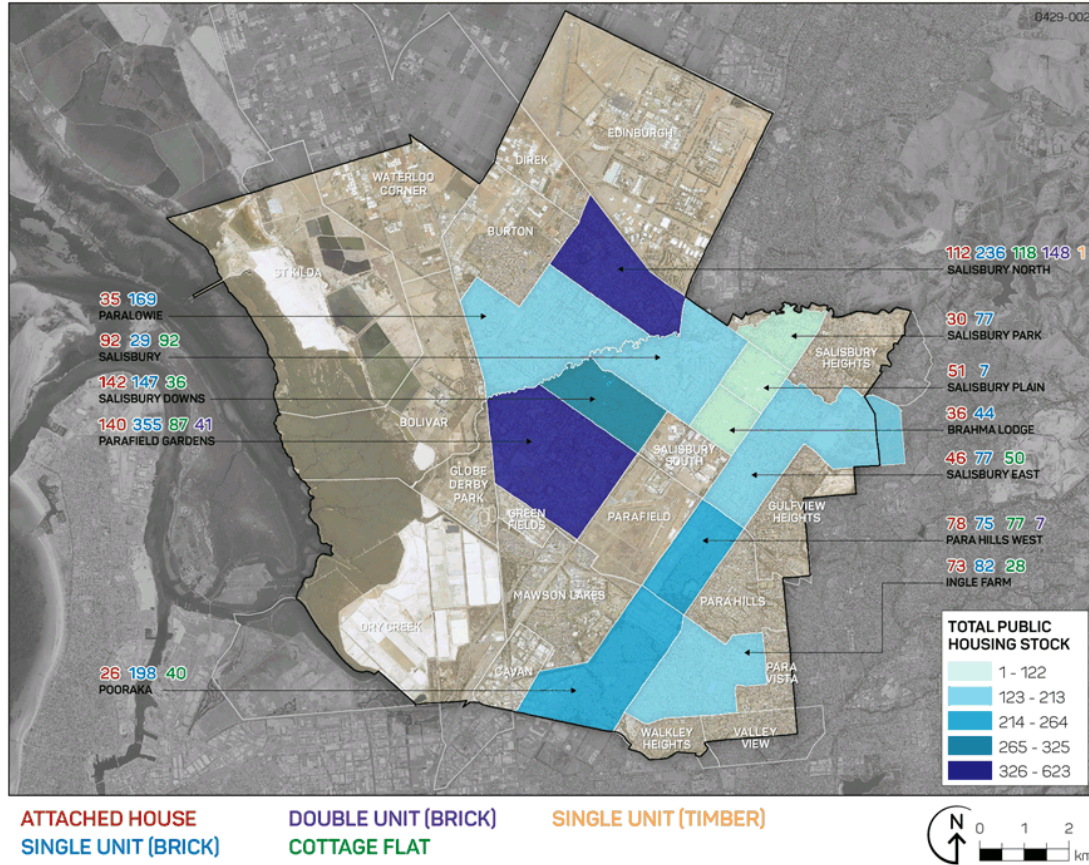 0429-002
EDINBURGH
DIREK
WATERLOO
CORNER
BURTON
ST KILDA
112 236 118 148 1
SALISBURY NORTH
35 169
PARALOWIE
30 77
SALISBURY PARK
92 29 92
SALISBURY
SALISBURY
HEIGHTS
51 7
SALISBURY PLAIN
142 147 36
SALISBURY DOWNS
36 44
BRAHMA LODGE
140 355 87 41
PARAFIELD GARDENS
BOLIVAR
SALISBURY
SOUTH
46 77 50
SALISBURY EAST
GLOBE
DERBY
PARK
GULFVIEW
HEIGHTS
GREEN
FIELDS
PARAFIELD
78 75 77 7
PARA HILLS WEST
73 82 28
INGLE FARM
MAWSON LAKES
PARA HILLS
DRY CREEK
CAVAN
PARA
VISTA
26 198 40
POORAKA
WALKLEY
HEIGHTS
VALLEY
VIEW
TOTAL PUBLIC
HOUSING STOCK
1 - 122
123 - 213
214 - 264
265 - 325
326 - 623
ATTACHED HOUSE
DOUBLE UNIT (BRICK)
SINGLE UNIT (TIMBER)
SINGLE UNIT (BRICK)
COTTAGE FLAT
N
0 1 2
km